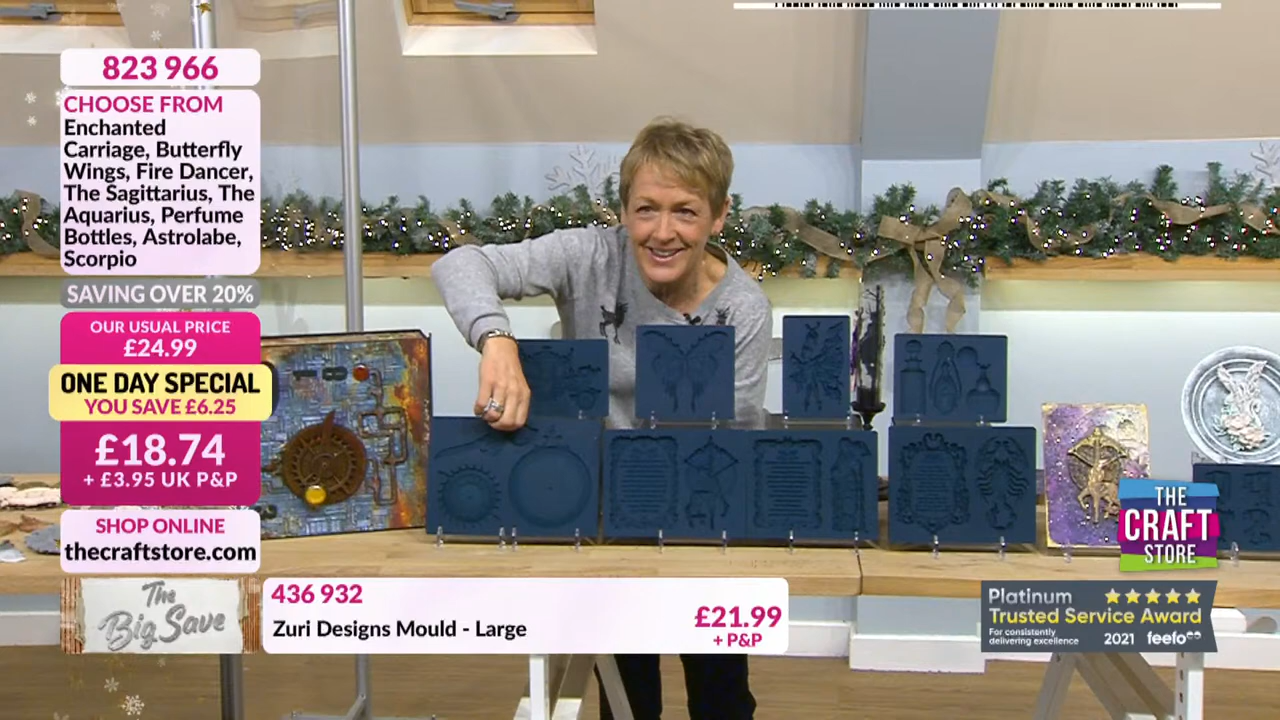 823 966
CHOOSE FROM
Enchanted
Carriage, Butterfly
Wings, Fire Dancer,
The Sagittarius, The
Aquarius, Perfume
Bottles, Astrolabe,
Scorpio
SAVING OVER 20%
OUR USUAL PRICE
£24.99
ONE DAY SPECIAL
YOU SAVE £6.25
£18.74
+ £3.95 UK P&P
SHOP ONLINE
thecraftstore.com
The
Big Save
436 932
Zuri Designs Mould - Large
£21.99
+ P&P
THE
CRAFT
STORE
Platinum
Trusted Service Award
For consistently
delivering excellence
2021 feefo